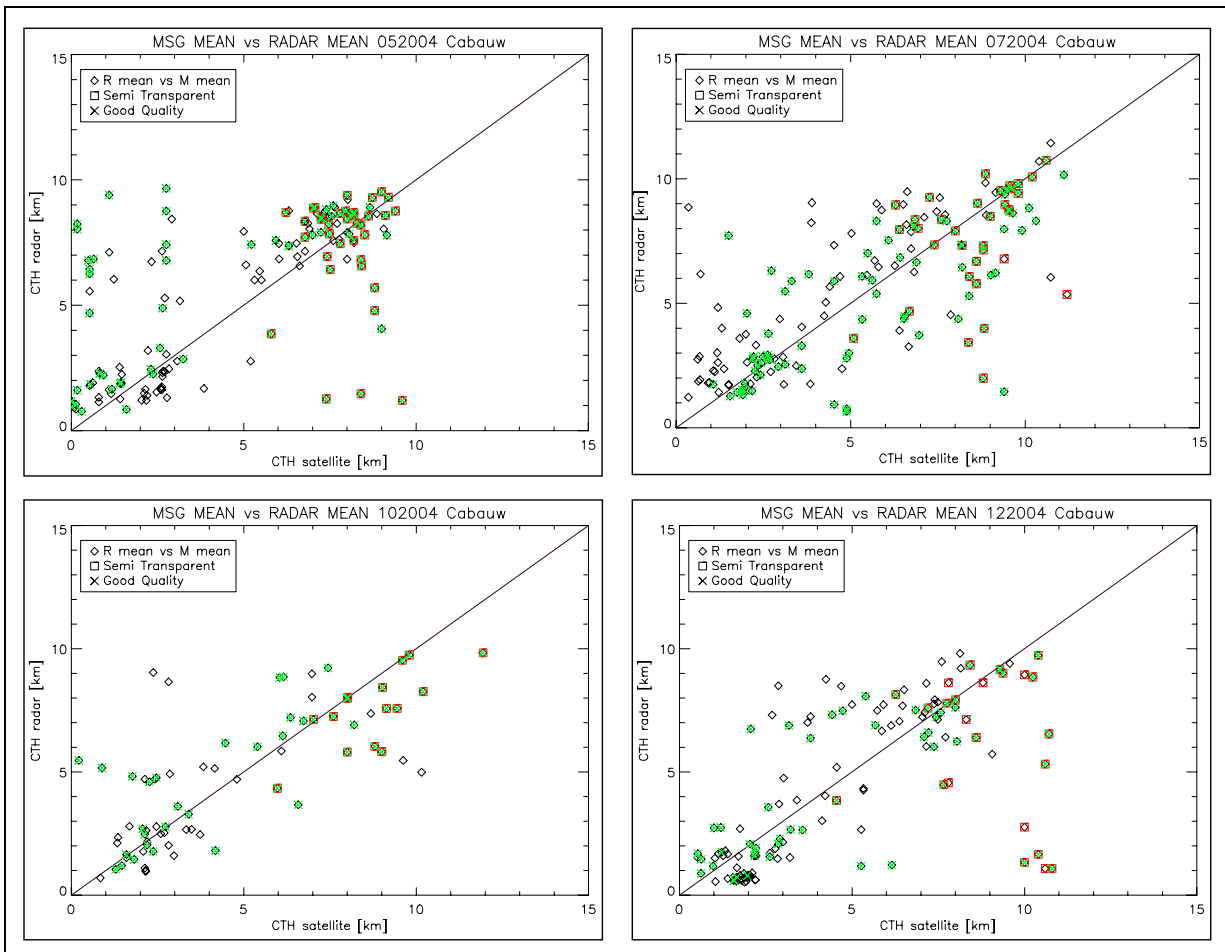 MSG MEAN vs RADAR MEAN 052004 Cabauw
15
R mean vs M mean
Semi Transparent
Good Quality
10
CTH radar [km]
5
0
0 5 10 15
CTH satellite [km]
MSG MEAN vs RADAR MEAN 072004 Cabauw
15
R mean vs M mean
Semi Transparent
Good Quality
10
CTH radar [km]
5
0
0 5 10 15
CTH satellite [km]
MSG MEAN vs RADAR MEAN 102004 Cabauw
15
R mean vs M mean
Semi Transparent
Good Quality
10
CTH radar [km]
5
0
0 5 10 15
CTH satellite [km]
MSG MEAN vs RADAR MEAN 122004 Cabauw
15
R mean vs M mean
Semi Transparent
Good Quality
10
CTH radar [km]
5
0
0 5 10 15
CTH satellite [km]